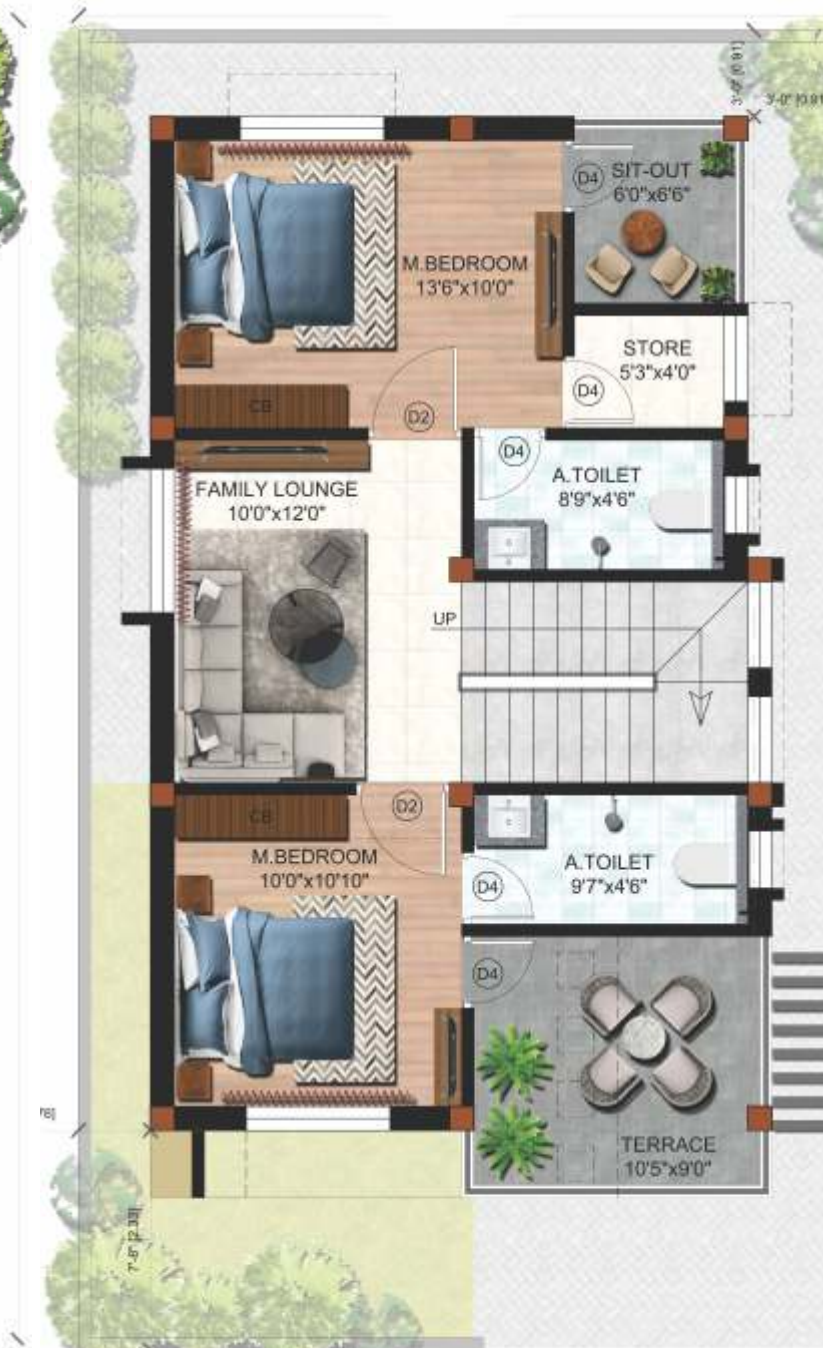 3'-0" [0.91]
3'-0" [0.91
D4
SIT-OUT
6'0"x6'6"
M.BEDROOM
13'6"x10'0"
STORE
5'3"x4'0"
D4
CB
D2
D4
A.TOILET
8'9"x4'6"
FAMILY LOUNGE
10'0"x12'0"
UP
CB
D2
M.BEDROOM
10'0"x10'10"
A.TOILET
9'7"x4'6"
D4
D4
TERRACE
10'5"x9'0"
7'-8" [2.33]